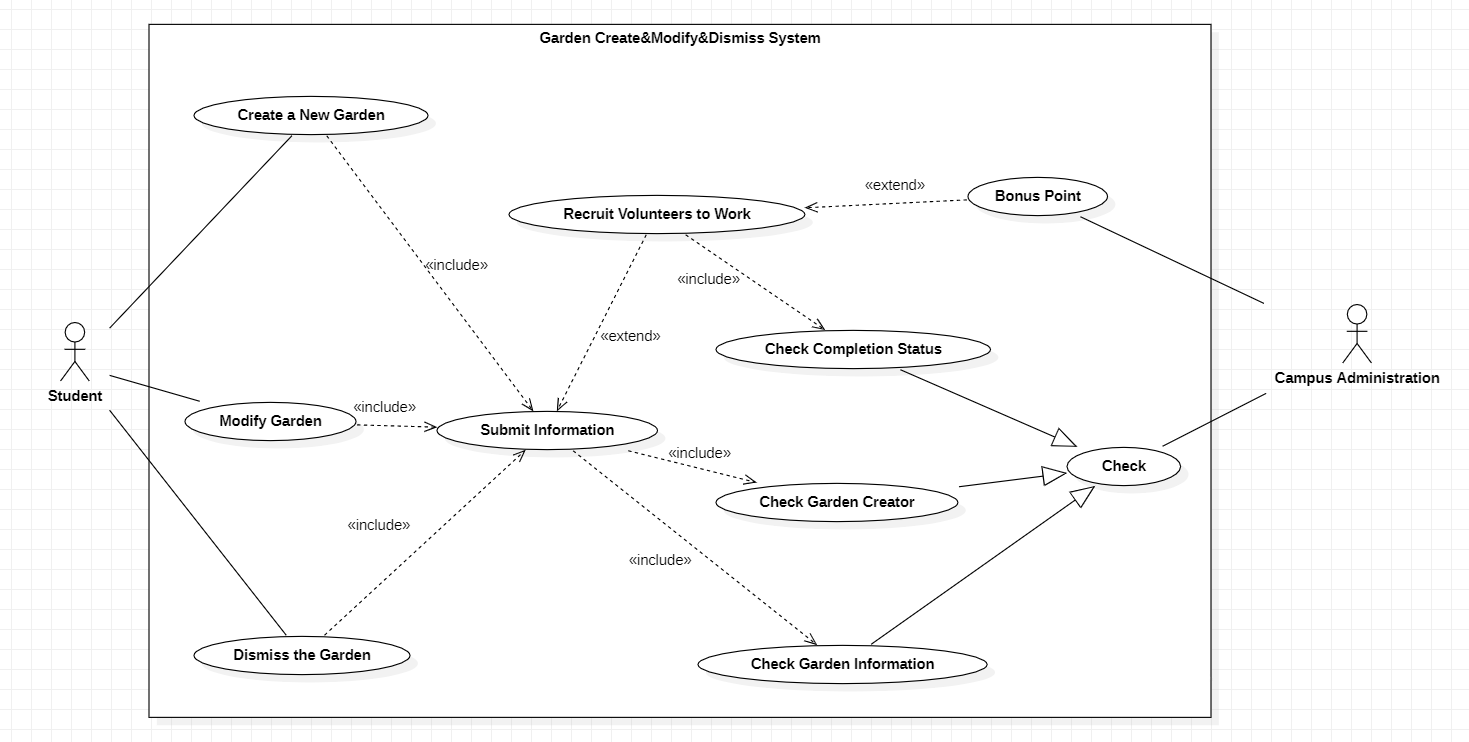 Garden Create&Modify&Dismiss System
Create a New Garden
«extend»
Bonus Point
Recruit Volunteers to Work
«include»
«include»
«extend»
Check Completion Status
Student
Campus Administration
«include»
Modify Garden
Submit Information
«include»
Check
Check Garden Creator
«include»
«include»
Dismiss the Garden
Check Garden Information